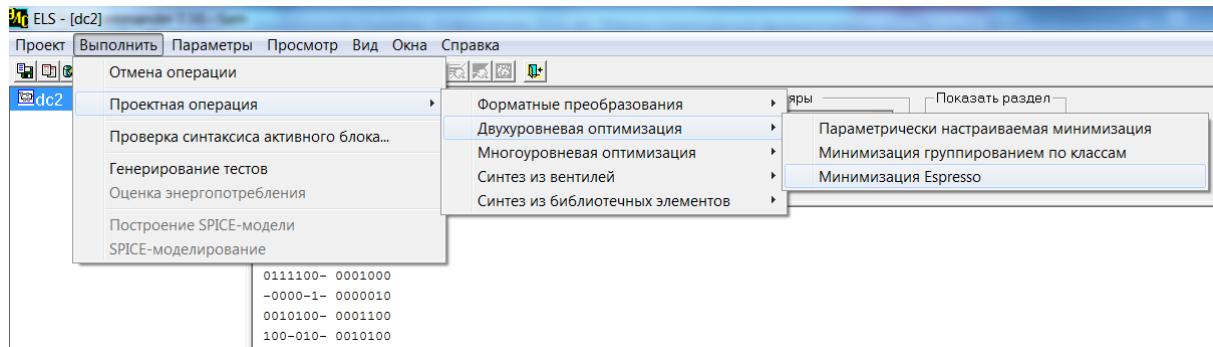 ELS - [dc2]
Проект Выполнить Параметры Просмотр Вид Окна Справка
dc2
Отмена операции
Проектная операция
Проверка синтаксиса активного блока...
Генерирование тестов
Оценка энергопотребления
Построение SPICE-модели
SPICE-моделирование
Форматные преобразования
Двухуровневая оптимизация
Многоуровневая оптимизация
Синтез из вентилей
Синтез из библиотечных элементов
яры Показать раздел
Параметрически настраиваемая минимизация
Минимизация группированием по классам
Минимизация Espresso
0111100- 0001000
-0000-1- 0000010
0010100- 0001100
100-010- 0010100